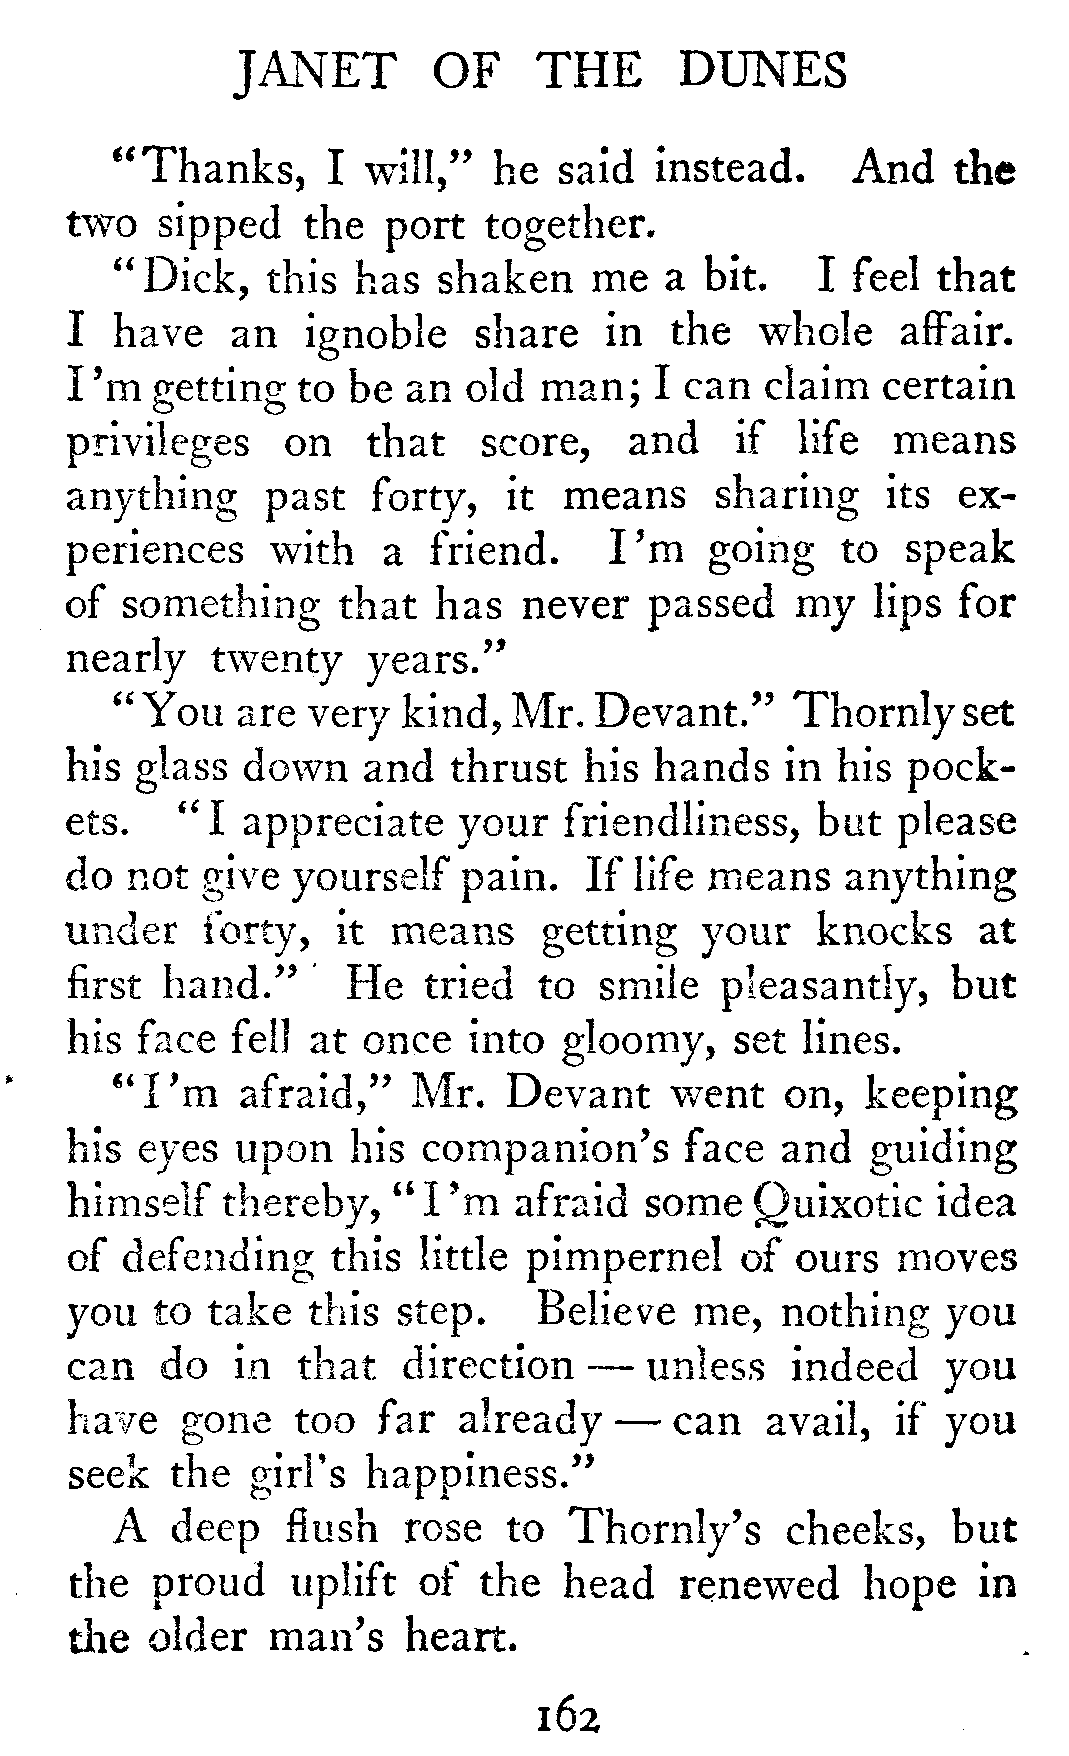 JANET OF THE DUNES
“Thanks, I will,” he said instead. And the
two sipped the port together.
“Dick, this has shaken me a bit. I feel that
I have an ignoble share in the whole affair.
I’m getting to be an old man; I can claim certain
privileges on that score, and if life means
anything past forty, it means sharing its ex-
periences with a friend. I’m going to speak
of something that has never passed my lips for
nearly twenty years.”
“You are very kind, Mr. Devant.” Thornly set
his glass down and thrust his hands in his pock-
ets. “I appreciate your friendliness, but please
do not give yourself pain. If life means anything
under forty, it means getting your knocks at
first hand.” He tried to smile pleasantly, but
his face fell at once into gloomy, set lines.
“I’m afraid,” Mr. Devant went on, keeping
his eyes upon his companion’s face and guiding
himself thereby, “I’m afraid some Quixotic idea
of defending this little pimpernel of ours moves
you to take this step. Believe me, nothing you
can do in that direction — unless indeed you
have gone too far already — can avail, if you
seek the girl’s happiness.”
A deep flush rose to Thornly’s cheeks, but
the proud uplift of the head renewed hope in
the older man’s heart.
162